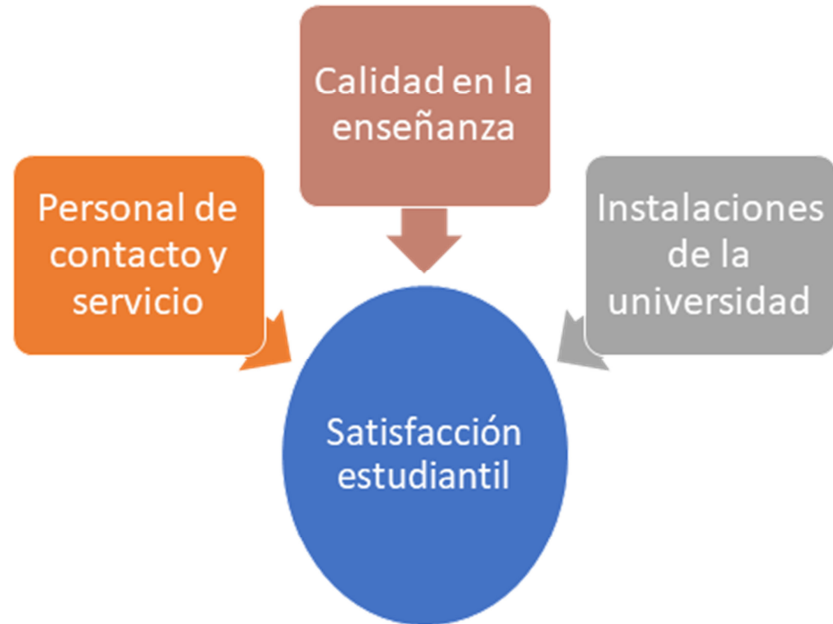 Calidad en la
enseñanza
Personal de
contacto y
servicio
Instalaciones
de la
universidad
Satisfacción
estudiantil